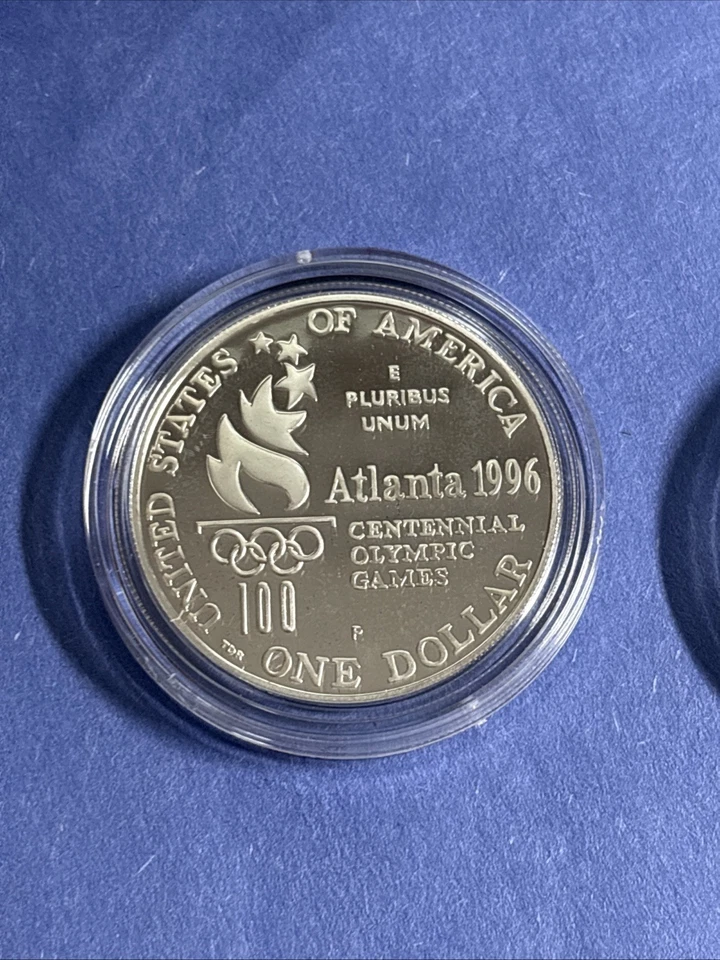 UNITED STATES OF AMERICA
E
PLURIBUS
UNUM
Atlanta 1996
CENTENNIAL
OLYMPIC
GAMES
100
P
TDR
ONE DOLLAR